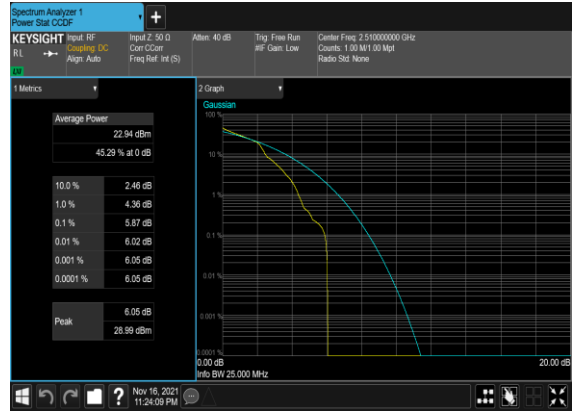 Spectrum Analyzer 1
Power Stat CCDF
KEYSIGHT
RL
Input: RF
Coupling: DC
Align: Auto
Input Z: 50 Ω
Corr CCorr
Freq Ref: Int (S)
Atten: 40 dB
Trig: Free Run
#IF Gain: Low
Center Freq: 2.510000000 GHz
Counts: 1.00 M/1.00 Mpt
Radio Std: None
1 Metrics
Average Power
22.94 dBm
45.29 % at 0 dB
10.0 % 2.46 dB
1.0 % 4.36 dB
0.1 % 5.87 dB
0.01 % 6.02 dB
0.001 % 6.05 dB
0.0001 % 6.05 dB
Peak
6.05 dB
28.99 dBm
2 Graph
Gaussian
100 %
10 %
1 %
0.1 %
0.01 %
0.001 %
0.0001 %
0.00 dB
20.00 dB
Info BW 25.000 MHz
Nov 16, 2021
11:24:09 PM